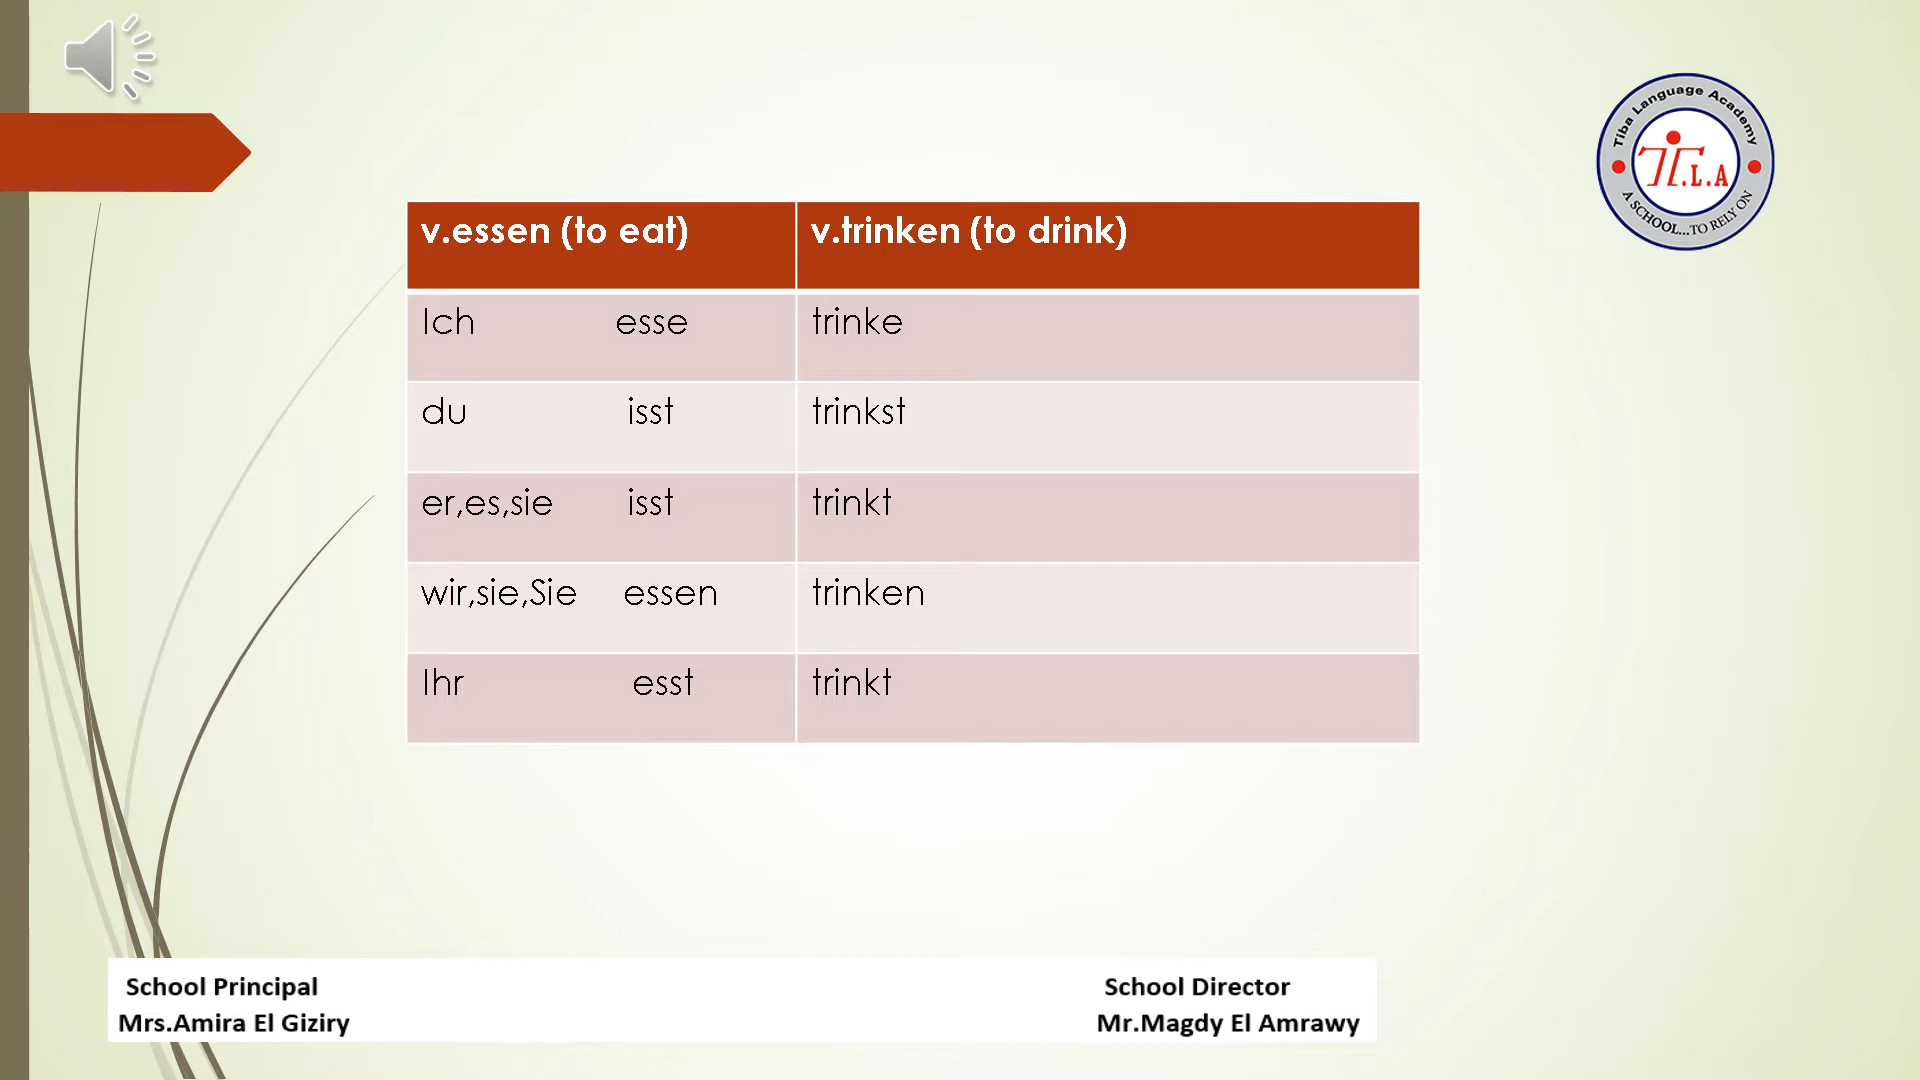 Tiba Language Academy
T.L.A
A SCHOOL...TO RELY ON
v.essen (to eat) v.trinken (to drink)
Ich esse trinke
du isst trinkst
er,es,sie isst trinkt
wir,sie,Sie essen trinken
Ihr esst trinkt
School Principal School Director
Mrs.Amira El Giziry Mr.Magdy El Amrawy